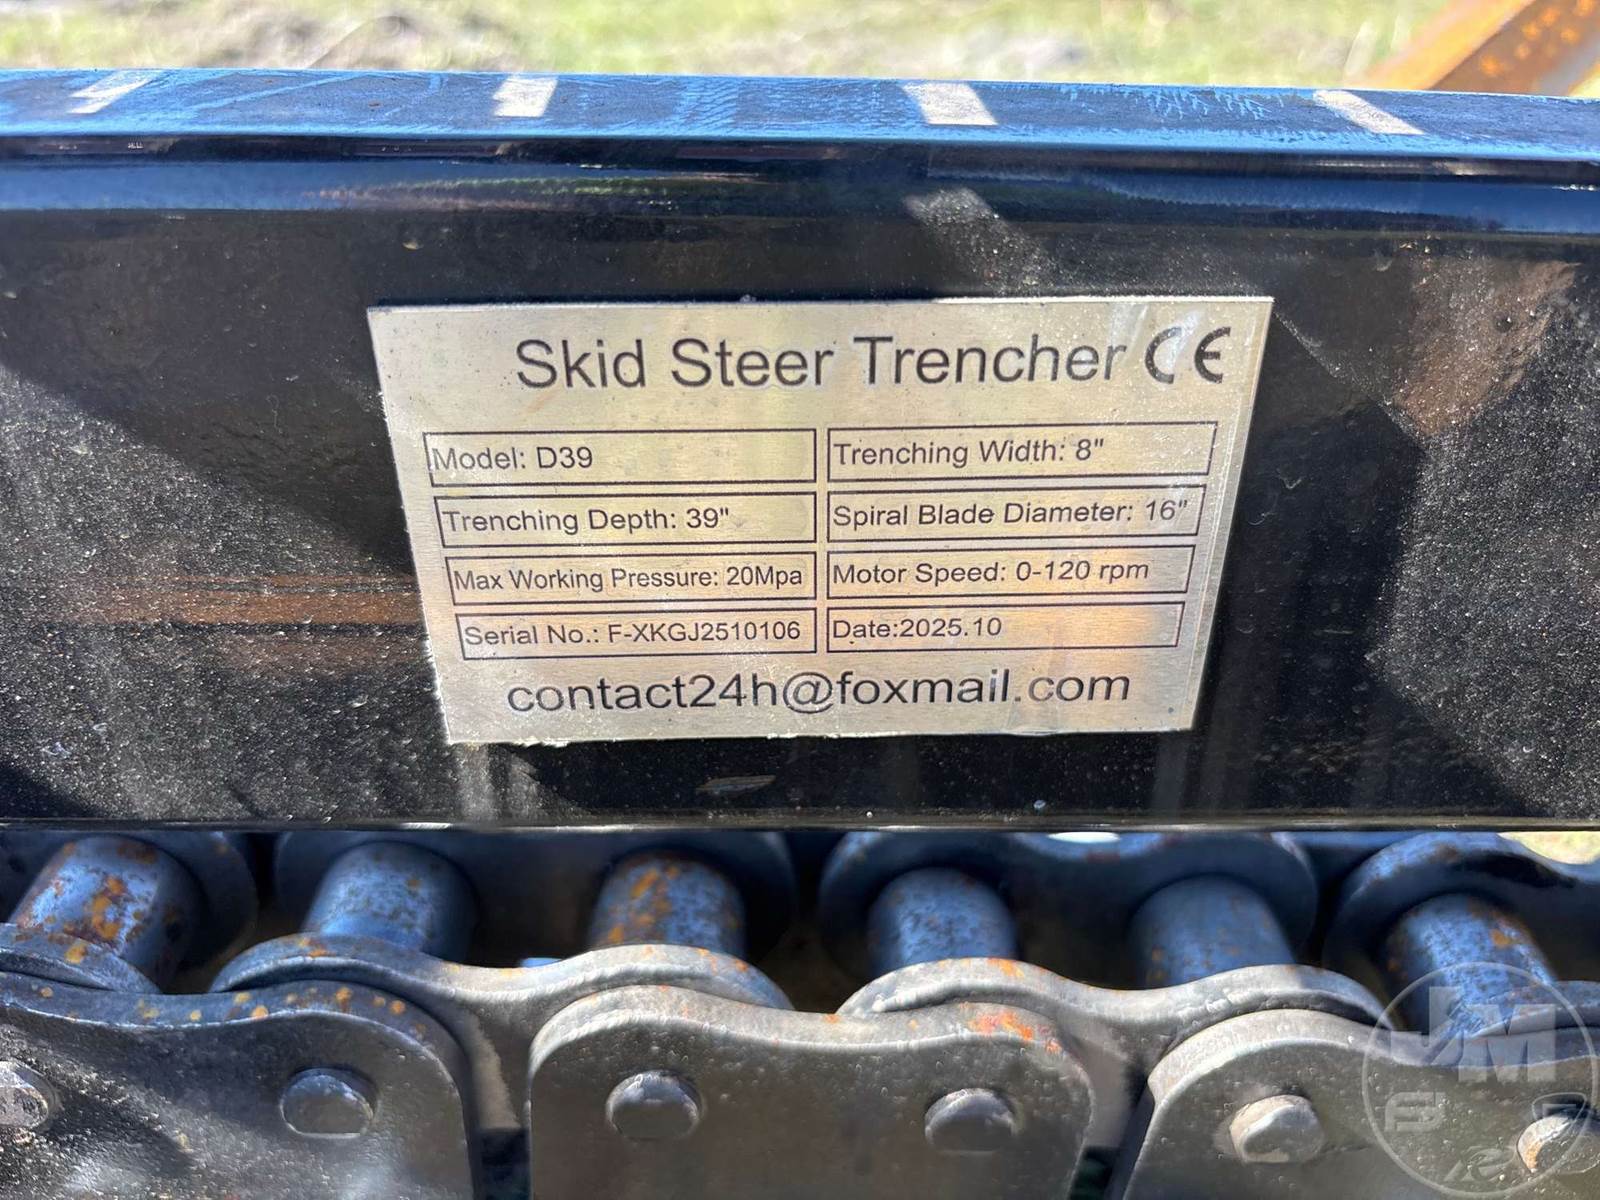 Skid Steer Trencher CE
Model: D39
Trenching Width: 8"
Trenching Depth: 39"
Spiral Blade Diameter: 16"
Max Working Pressure: 20Mpa
Motor Speed: 0-120 rpm
Serial No.: F-XKGJ2510106
Date:2025.10
contact24h@foxmail.com
JM